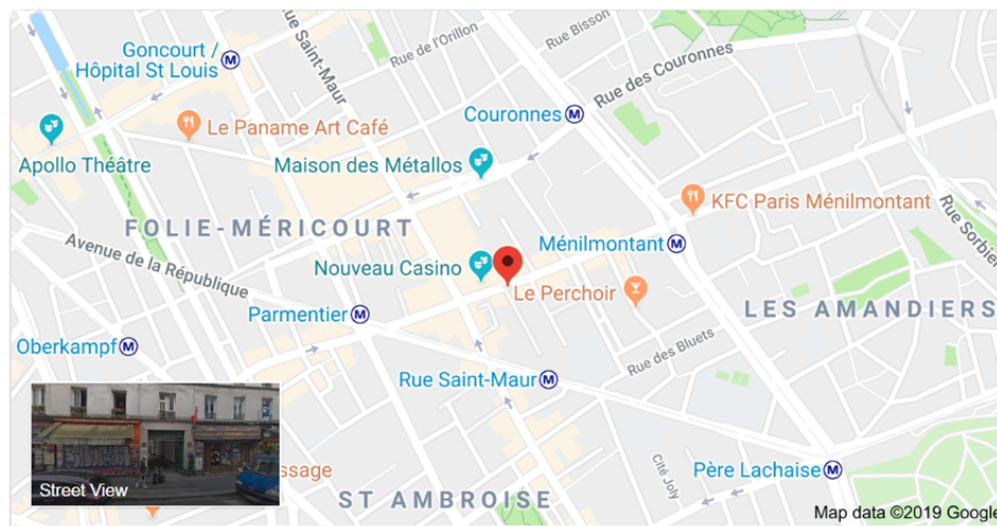 Goncourt /
Hôpital St Louis
Rue Saint-Maur
Rue de l'Orillon
Rue Bisson
Rue des Couronnes
Couronnes
Le Paname Art Café
Apollo Théâtre
Maison des Métallos
KFC Paris Ménilmontant
Rue Sorbier
FOLIE-MÉRICOURT
Avenue de la République
Ménilmontant
Nouveau Casino
Le Perchoir
LES AMANDIERS
Parmentier
Oberkampf
Rue des Bluets
Rue Saint-Maur
Cité Joly
Père Lachaise
ssage
Street View
ST AMBROISE
Map data ©2019 Google